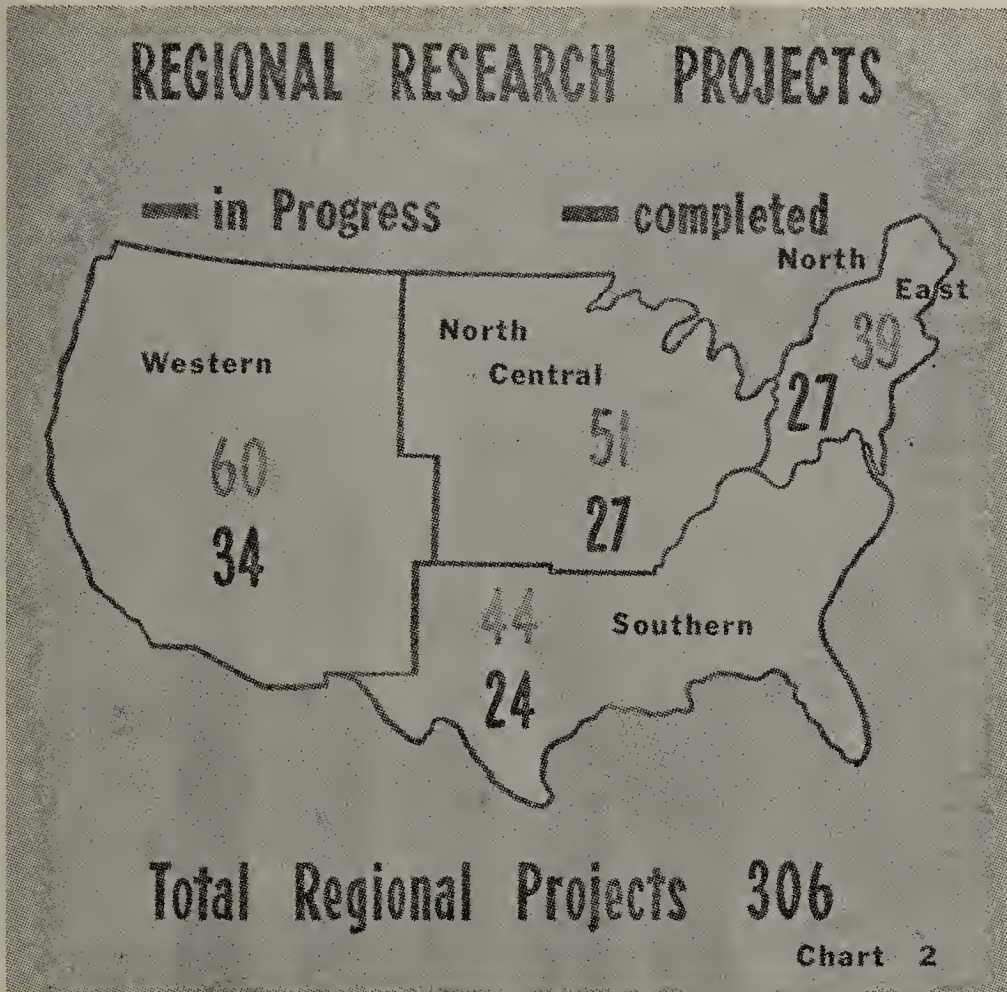 REGIONAL RESEARCH PROJECTS
in Progress
completed
North
East
39
27
Western
60
34
North
Central
51
27
44
24
Southern
Total Regional Projects 306
Chart 2